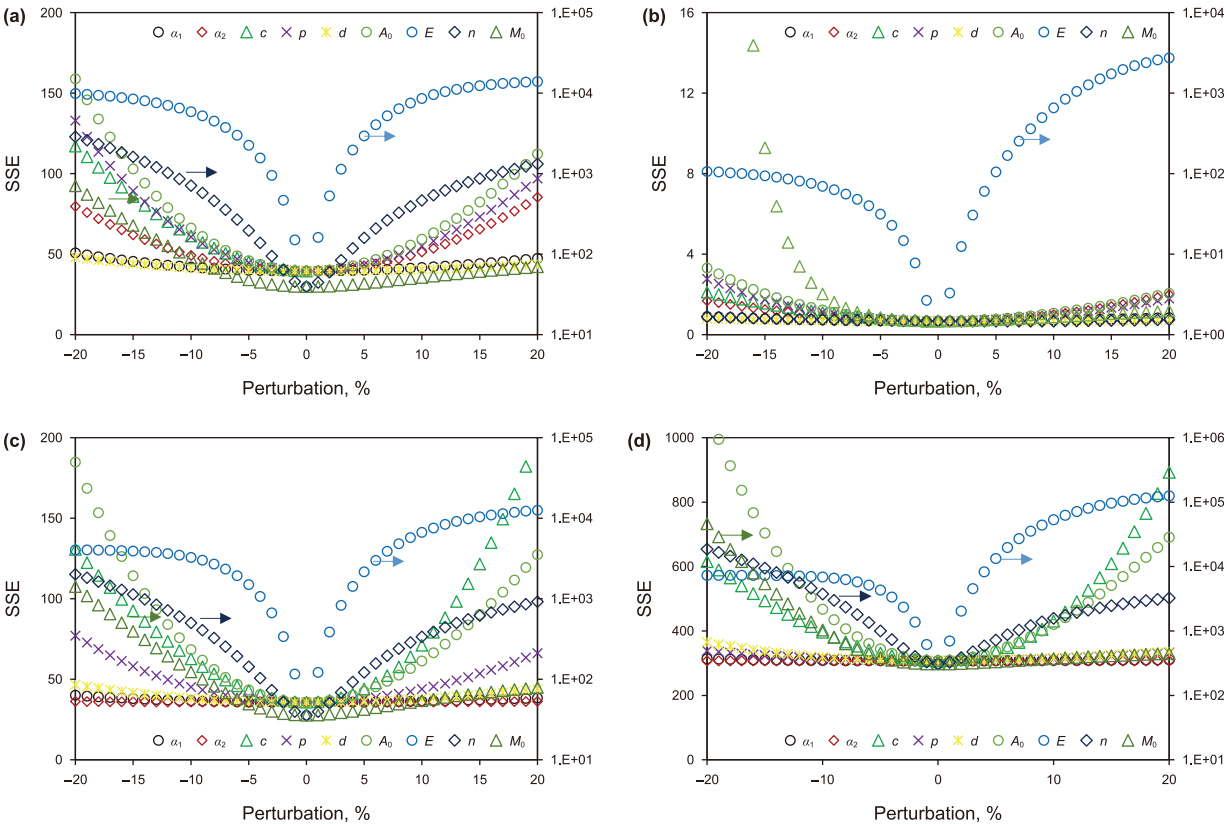 (a)
α₁ α₂ c p d A₀ E n M₀
200
150
100
50
0
SSE
1.E+05
1.E+04
1.E+03
1.E+02
1.E+01
–20 –15 –10 –5 0 5 10 15 20
Perturbation, %
(b)
α₁ α₂ c p d A₀ E n M₀
16
12
8
4
0
SSE
1.E+04
1.E+03
1.E+02
1.E+01
1.E+00
–20 –15 –10 –5 0 5 10 15 20
Perturbation, %
(c)
200
150
100
50
0
SSE
1.E+05
1.E+04
1.E+03
1.E+02
1.E+01
α₁ α₂ c p d A₀ E n M₀
–20 –15 –10 –5 0 5 10 15 20
Perturbation, %
(d)
1000
800
600
400
200
0
SSE
1.E+06
1.E+05
1.E+04
1.E+03
1.E+02
1.E+01
α₁ α₂ c p d A₀ E n M₀
–20 –10 0 10 20
Perturbation, %